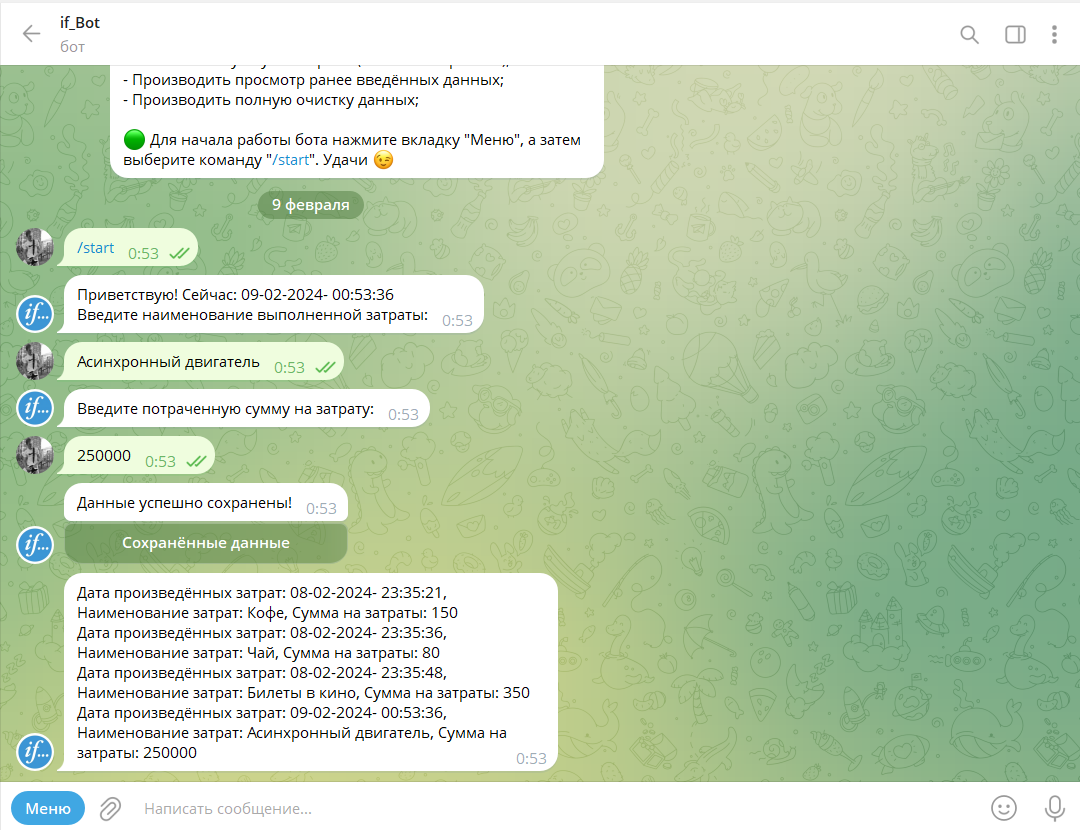 if_Bot
бот
- Производить просмотр ранее введённых данных;
- Производить полную очистку данных;
Для начала работы бота нажмите вкладку "Меню", а затем
выберите команду "/start". Удачи 😉
9 февраля
/start 0:53
Приветствую! Сейчас: 09-02-2024- 00:53:36
Введите наименование выполненной затраты: 0:53
if...
Асинхронный двигатель 0:53
Введите потраченную сумму на затрату: 0:53
if...
250000 0:53
Данные успешно сохранены! 0:53
Сохранённые данные
if...
Дата произведённых затрат: 08-02-2024- 23:35:21,
Наименование затрат: Кофе, Сумма на затраты: 150
Дата произведённых затрат: 08-02-2024- 23:35:36,
Наименование затрат: Чай, Сумма на затраты: 80
Дата произведённых затрат: 08-02-2024- 23:35:48,
Наименование затрат: Билеты в кино, Сумма на затраты: 350
Дата произведённых затрат: 09-02-2024- 00:53:36,
Наименование затрат: Асинхронный двигатель, Сумма на
затраты: 250000 0:53
if...
Меню
Написать сообщение...